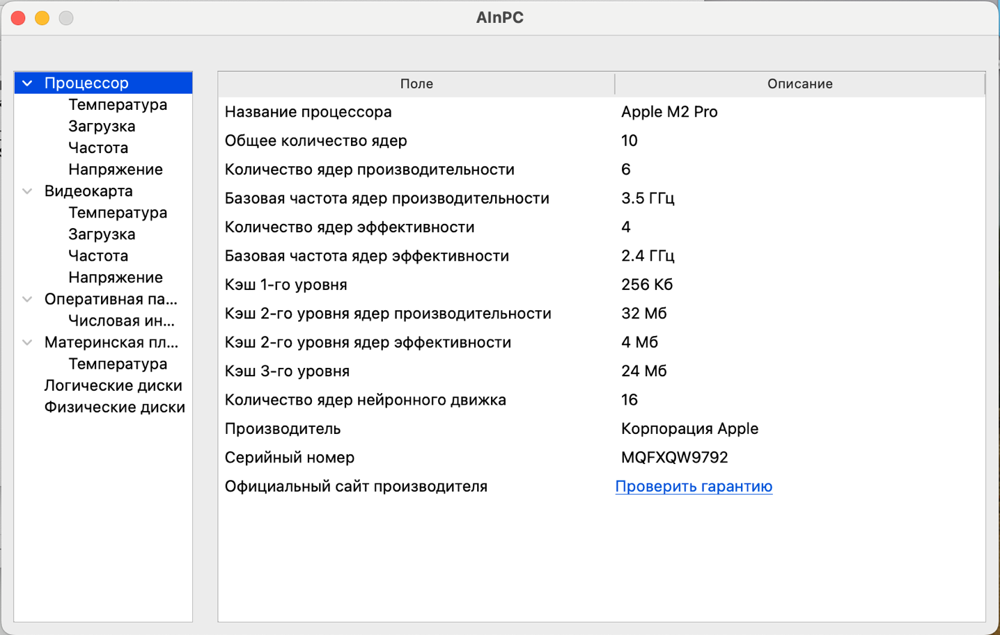 AInPC
Процессор
Температура
Загрузка
Частота
Напряжение
Видеокарта
Температура
Загрузка
Частота
Напряжение
Оперативная па...
Числовая ин...
Материнская пл...
Температура
Логические диски
Физические диски
Поле Описание
Название процессора Apple M2 Pro
Общее количество ядер 10
Количество ядер производительности 6
Базовая частота ядер производительности 3.5 ГГц
Количество ядер эффективности 4
Базовая частота ядер эффективности 2.4 ГГц
Кэш 1-го уровня 256 Кб
Кэш 2-го уровня ядер производительности 32 Мб
Кэш 2-го уровня ядер эффективности 4 Мб
Кэш 3-го уровня 24 Мб
Количество ядер нейронного движка 16
Производитель Корпорация Apple
Серийный номер MQFXQW9792
Официальный сайт производителя Проверить гарантию